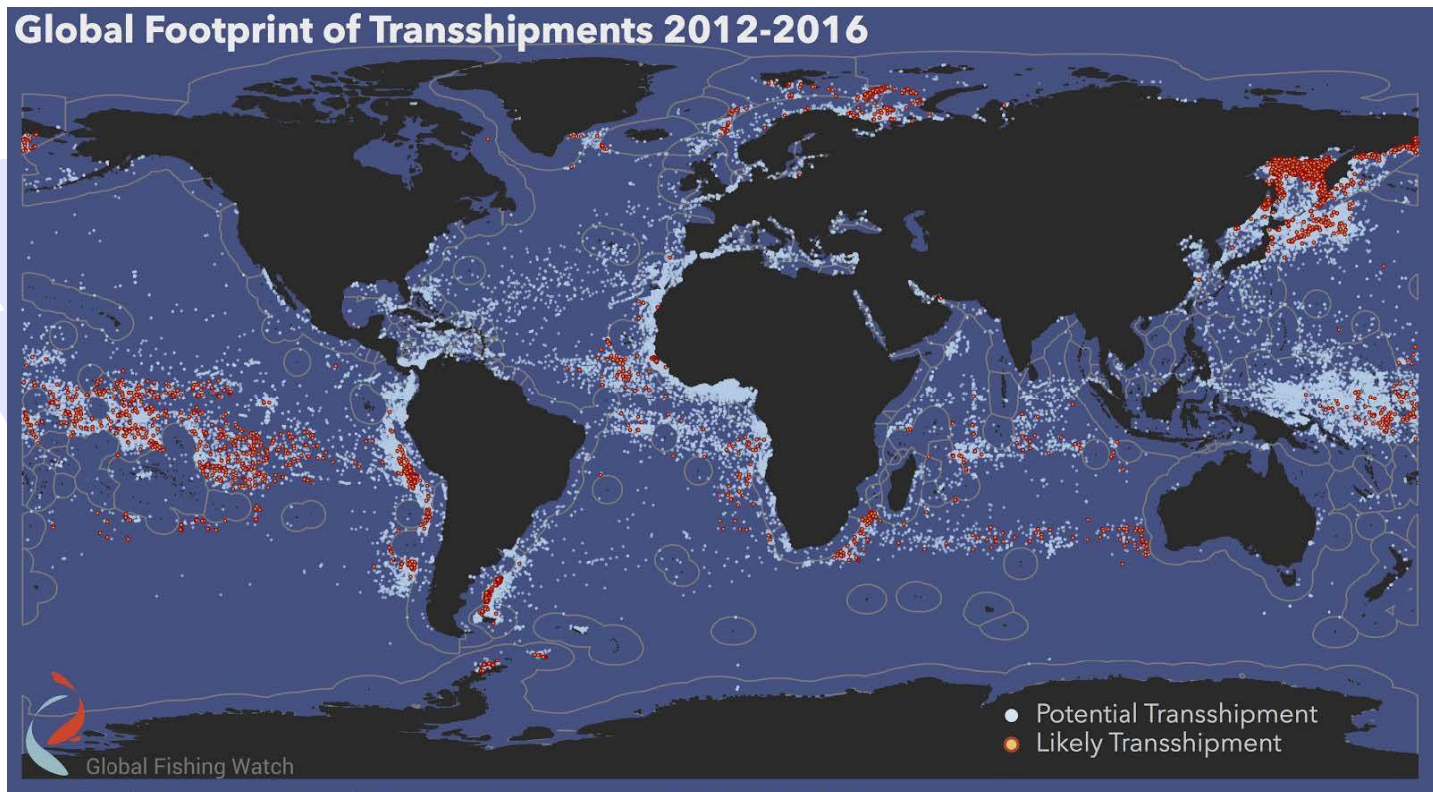 Global Footprint of Transshipments 2012-2016
Potential Transshipment
Likely Transshipment
Global Fishing Watch